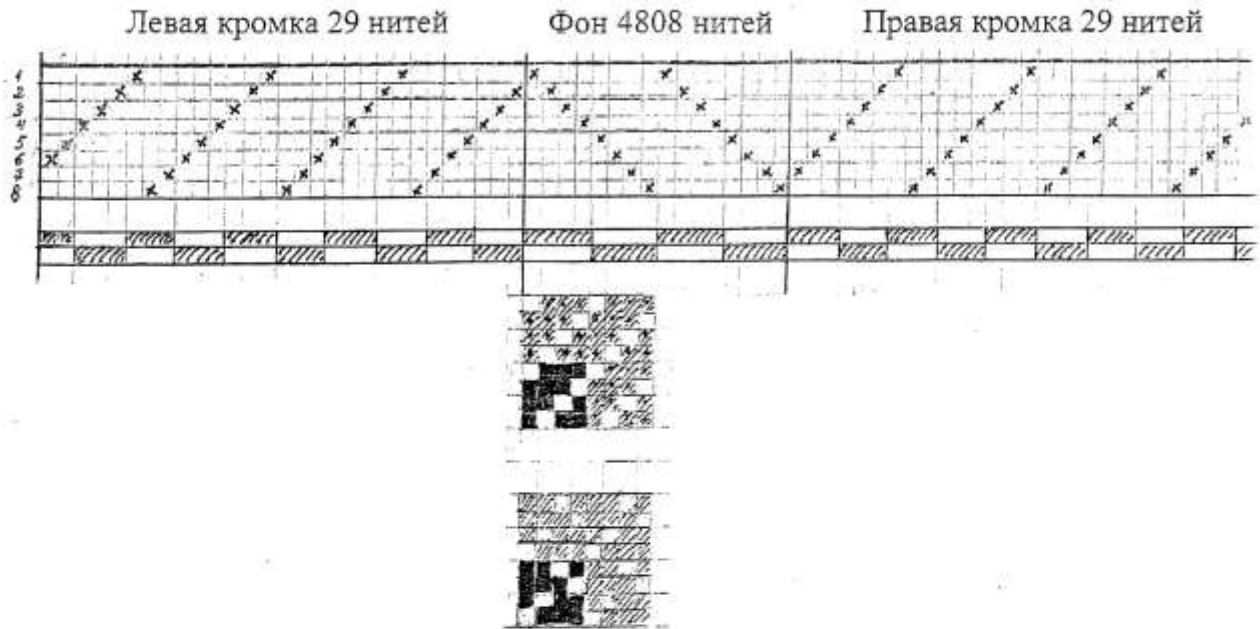 Левая кромка 29 нитей
Фон 4808 нитей
Правая кромка 29 нитей